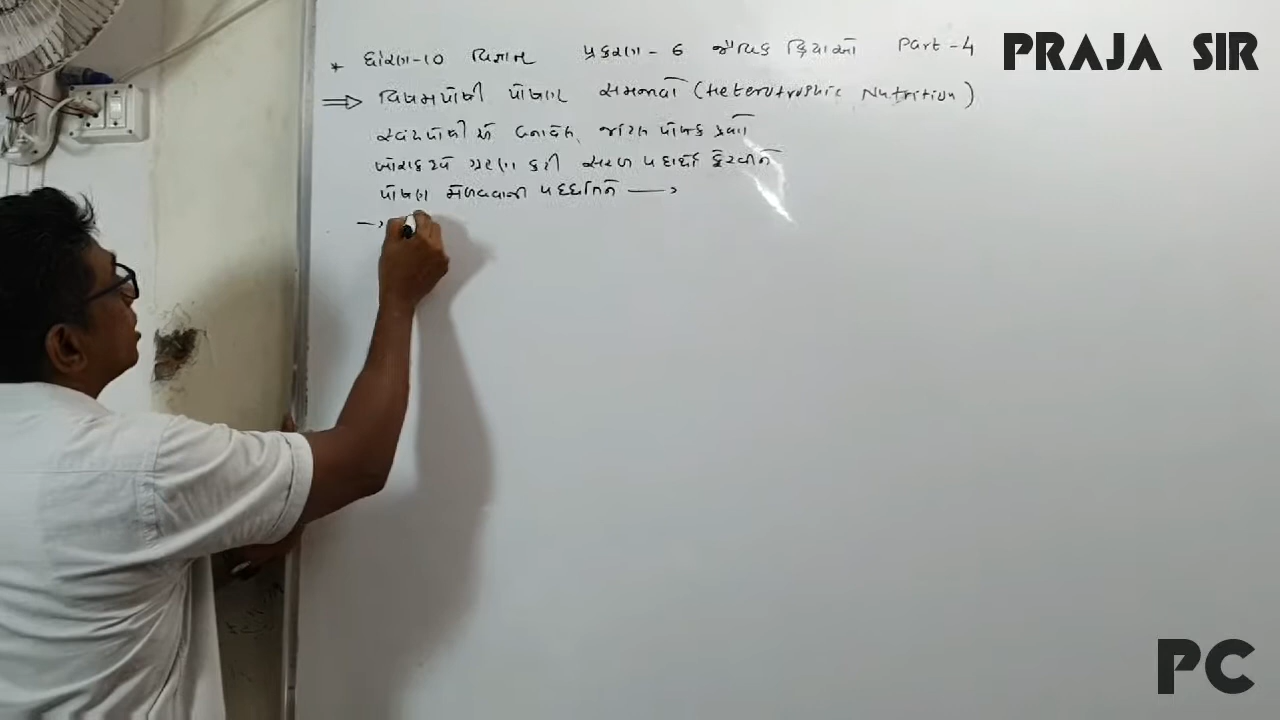 PRAJA SIR
* ધોરણ-10 વિજ્ઞાન પ્રકરણ - 6 જૈવિક ક્રિયાઓ Part - 4
⇒ વિષમપોષી પોષણ સમજાવો (Heterotrophic Nutrition)
સ્વયંપોષીએ બનાવેલ જટિલ પોષક દ્રવ્યો
ખોરાક રૂપે ગ્રહણ કરી સરળ પદાર્થો ફેરવીને
પોષણ મેળવવાની પદ્ધતિને →
→
PC